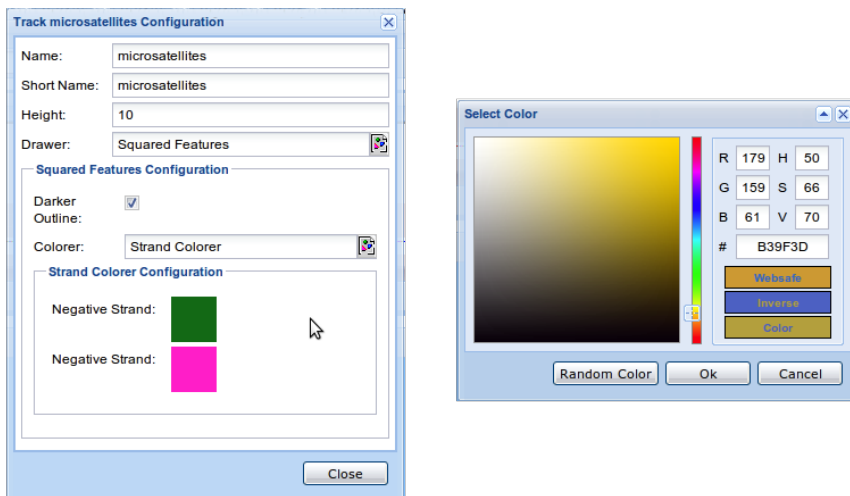 Track microsatellites Configuration
Name: microsatellites
Short Name: microsatellites
Height: 10
Drawer: Squared Features
Squared Features Configuration
Darker
Outline:
Colorer: Strand Colorer
Strand Colorer Configuration
Negative Strand:
Negative Strand:
Close
Select Color
R 179 H 50
G 159 S 66
B 61 V 70
# B39F3D
Websafe
Inverse
Color
Random Color Ok Cancel